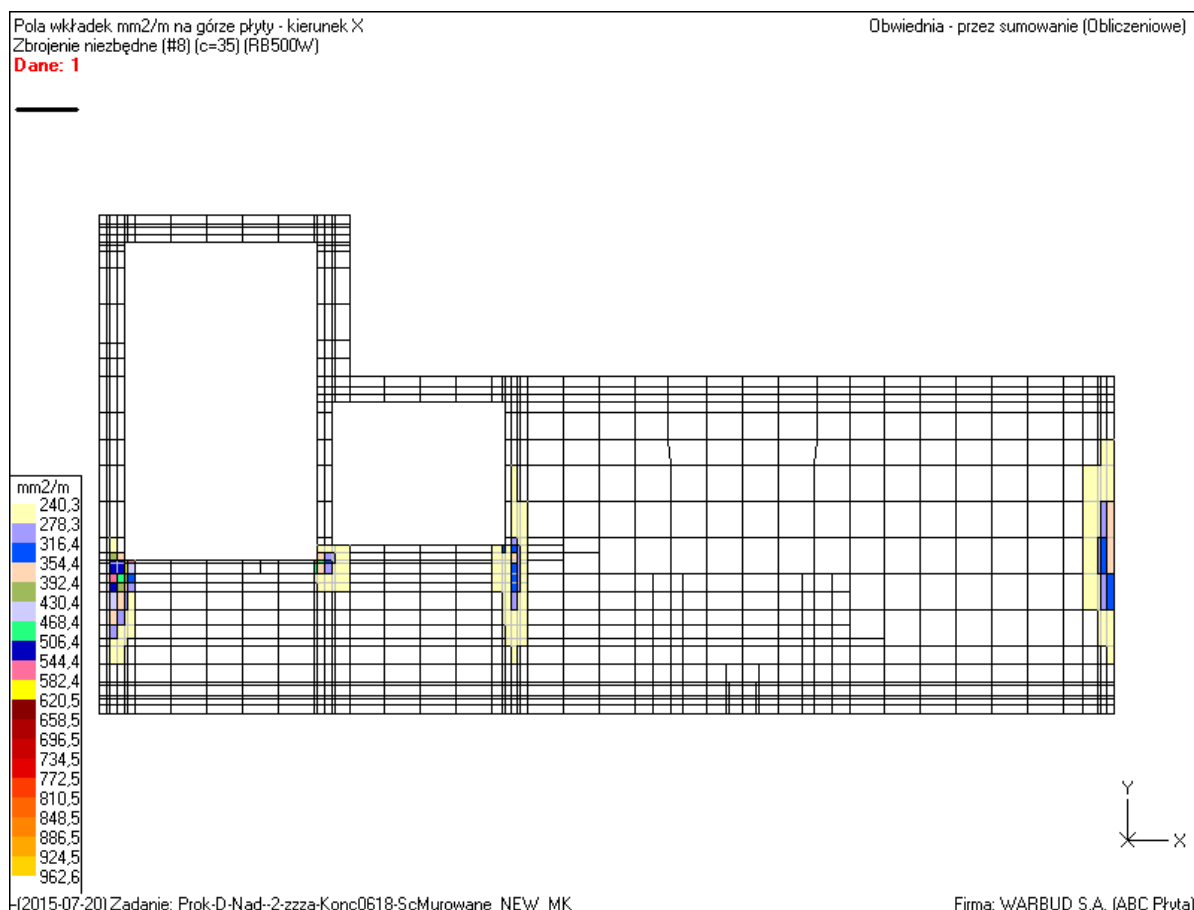 Pola wkładek mm2/m na górze płyty - kierunek X
Obwiednia - przez sumowanie (Obliczeniowe)
Zbrojenie niezbędne (#8) (c=35) (RB500W)
Dane: 1
mm2/m
240,3
278,3
316,4
354,4
392,4
430,4
468,4
506,4
544,4
582,4
620,5
658,5
696,5
734,5
772,5
810,5
848,5
886,5
924,5
962,6
Y
X
(2015-07-20) Zadanie: Prok-D-Nad--2-zzza-Konc0618-ScMurowane_NEW_MK
Firma: WARBUD S.A. (ABC Płyta)